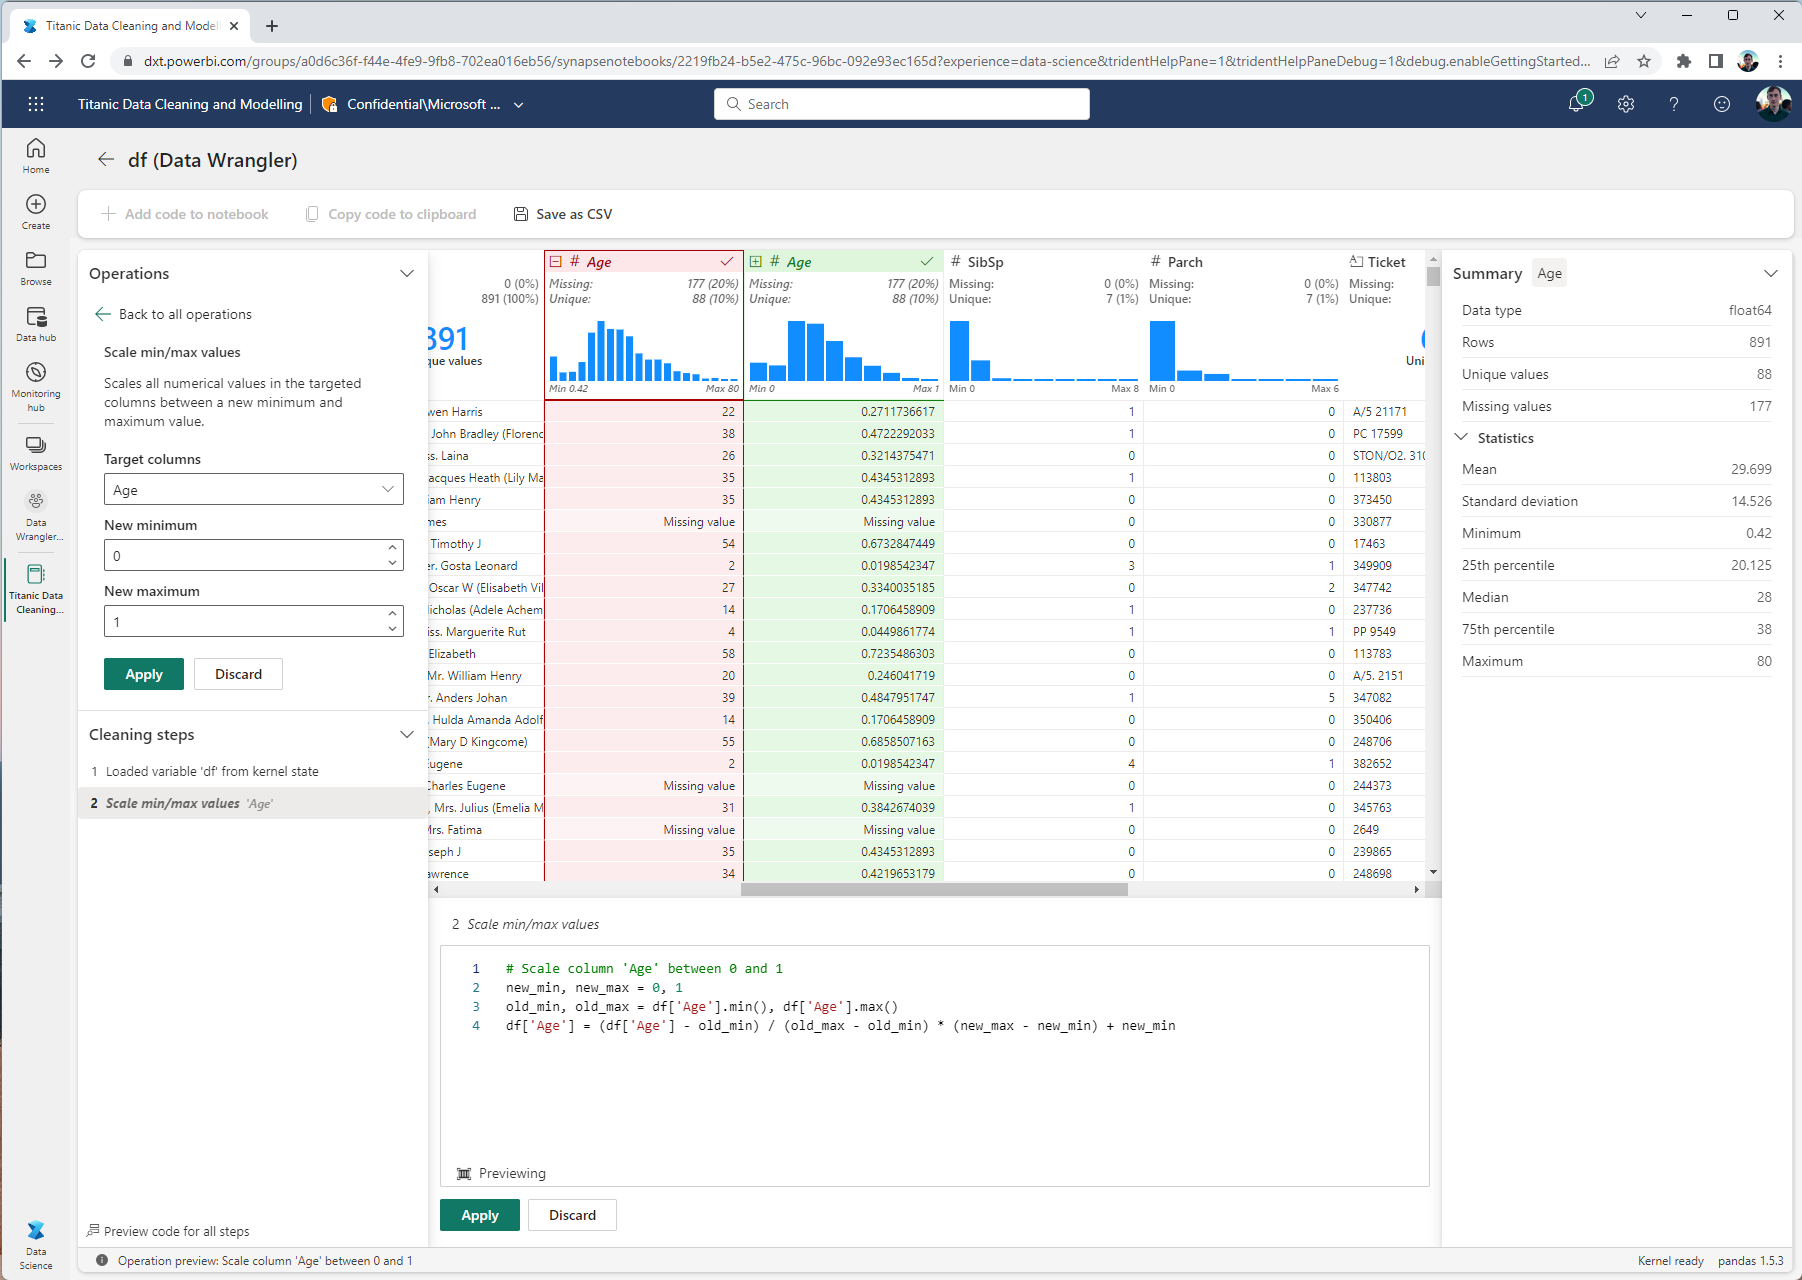 Titanic Data Cleaning and Model
dxt.powerbi.com/groups/a0d6c36f-f44e-4fe9-9fb8-702ea016eb56/synapsenotebooks/2219fb24-b5e2-475c-96bc-092e93ec165d?experience=data-science&tridentHelpPane=1&tridentHelpPaneDebug=1&debug.enableGettingStarted...
Titanic Data Cleaning and Modelling
Confidential\Microsoft ...
Search
1
Home
Create
Browse
Data hub
Monitoring
hub
Workspaces
Data
Wrangler...
Titanic Data
Cleaning...
Data
Science
df (Data Wrangler)
Add code to notebook
Copy code to clipboard
Save as CSV
Operations
Back to all operations
Scale min/max values
Scales all numerical values in the targeted
columns between a new minimum and
maximum value.
Target columns
Age
New minimum
0
New maximum
1
Apply
Discard
Cleaning steps
1 Loaded variable 'df' from kernel state
2 Scale min/max values 'Age'
Preview code for all steps
# Age # Age # SibSp # Parch Ticket
0 (0%) Missing: 177 (20%) Missing: 177 (20%) Missing: 0 (0%) Missing: 0 (0%) Missing:
891 (100%) Unique: 88 (10%) Unique: 88 (10%) Unique: 7 (1%) Unique: 7 (1%) Unique:
891
que values Uni
Min 0.42 Max 80 Min 0 Max 1 Min 0 Max 8 Min 0 Max 6
wen Harris 22 0.2711736617 1 0 A/5 21171
John Bradley (Florenc 38 0.4722292033 1 0 PC 17599
ss. Laina 26 0.3214375471 0 0 STON/O2. 310
acques Heath (Lily Ma 35 0.4345312893 1 0 113803
iam Henry 35 0.4345312893 0 0 373450
mes Missing value Missing value 0 0 330877
Timothy J 54 0.6732847449 0 0 17463
er. Gosta Leonard 2 0.0198542347 3 1 349909
Oscar W (Elisabeth Vil 27 0.3340035185 0 2 347742
icholas (Adele Achem 14 0.1706458909 1 0 237736
iss. Marguerite Rut 4 0.0449861774 1 1 PP 9549
Elizabeth 58 0.7235486303 0 0 113783
Mr. William Henry 20 0.246041719 0 0 A/5. 2151
r. Anders Johan 39 0.4847951747 1 5 347082
. Hulda Amanda Adolf 14 0.1706458909 0 0 350406
(Mary D Kingcome) 55 0.6858507163 0 0 248706
ugene 2 0.0198542347 4 1 382652
Charles Eugene Missing value Missing value 0 0 244373
, Mrs. Julius (Emelia M 31 0.3842674039 1 0 345763
Mrs. Fatima Missing value Missing value 0 0 2649
seph J 35 0.4345312893 0 0 239865
awrence 34 0.4219653179 0 0 248698
2 Scale min/max values
1 # Scale column 'Age' between 0 and 1
2 new_min, new_max = 0, 1
3 old_min, old_max = df['Age'].min(), df['Age'].max()
4 df['Age'] = (df['Age'] - old_min) / (old_max - old_min) * (new_max - new_min) + new_min
Previewing
Apply
Discard
Summary Age
Data type float64
Rows 891
Unique values 88
Missing values 177
Statistics
Mean 29.699
Standard deviation 14.526
Minimum 0.42
25th percentile 20.125
Median 28
75th percentile 38
Maximum 80
Operation preview: Scale column 'Age' between 0 and 1
Kernel ready pandas 1.5.3